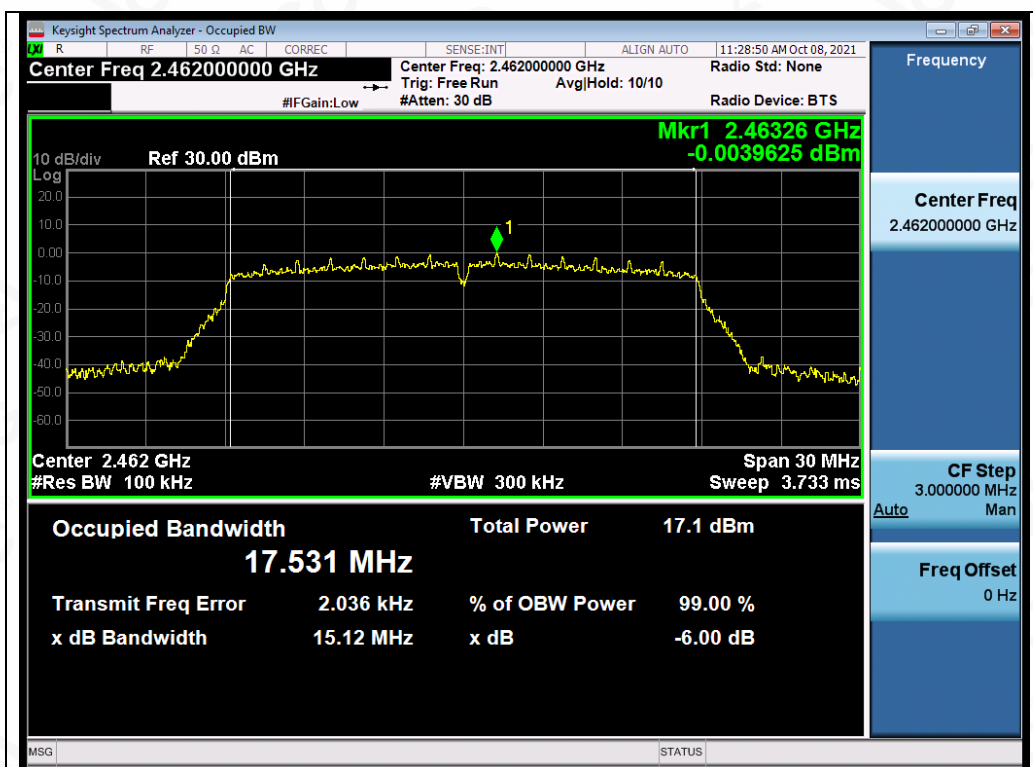 Keysight Spectrum Analyzer - Occupied BW
LXI R RF 50 Ω AC CORREC SENSE:INT ALIGN AUTO 11:28:50 AM Oct 08, 2021
Center Freq 2.462000000 GHz
Center Freq: 2.462000000 GHz
Radio Std: None
Trig: Free Run Avg|Hold: 10/10
#IFGain:Low
#Atten: 30 dB
Radio Device: BTS
Frequency
Mkr1 2.46326 GHz
-0.0039625 dBm
10 dB/div Ref 30.00 dBm
Log
20.0
10.0
0.00
-10.0
-20.0
-30.0
-40.0
-50.0
-60.0
1
Center 2.462 GHz
Span 30 MHz
#Res BW 100 kHz
#VBW 300 kHz
Sweep 3.733 ms
Center Freq
2.462000000 GHz
CF Step
3.000000 MHz
Auto Man
Freq Offset
0 Hz
Occupied Bandwidth
Total Power 17.1 dBm
17.531 MHz
Transmit Freq Error 2.036 kHz
% of OBW Power 99.00 %
x dB Bandwidth 15.12 MHz
x dB -6.00 dB
MSG
STATUS